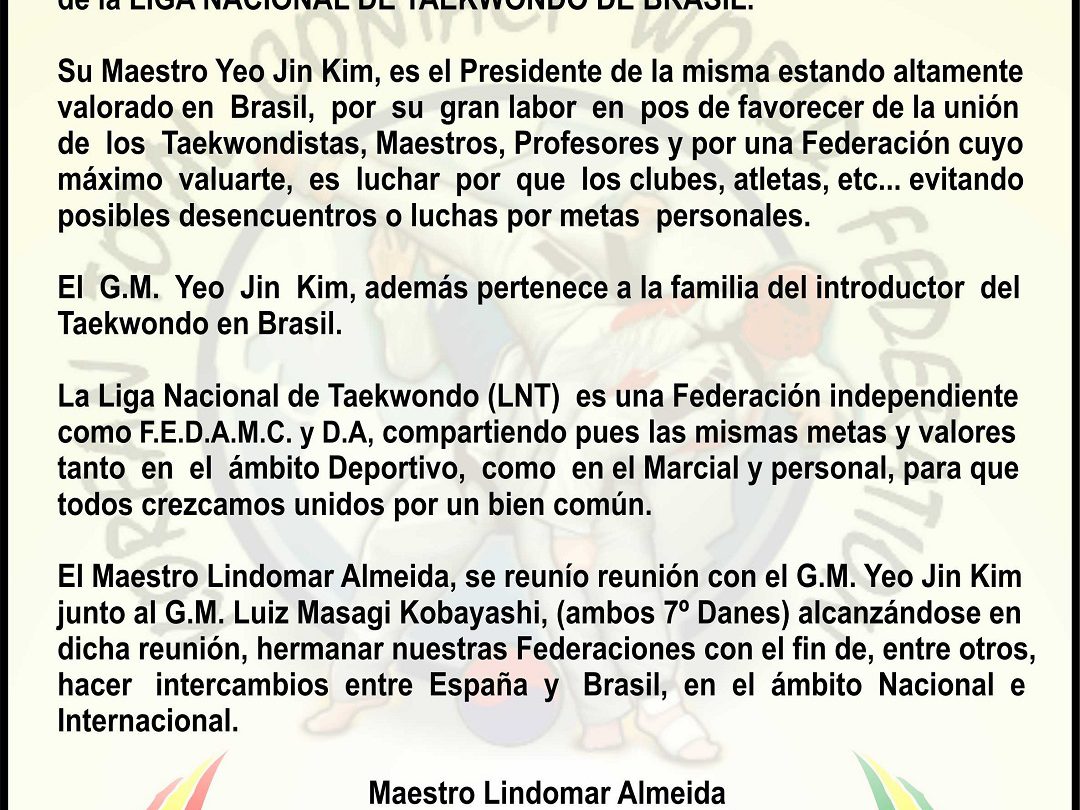 de la LIGA NACIONAL DE TAEKWONDO DE BRASIL.
Su Maestro Yeo Jin Kim, es el Presidente de la misma estando altamente
valorado en Brasil, por su gran labor en pos de favorecer de la unión
de los Taekwondistas, Maestros, Profesores y por una Federación cuyo
máximo valuarte, es luchar por que los clubes, atletas, etc... evitando
posibles desencuentros o luchas por metas personales.
El G.M. Yeo Jin Kim, además pertenece a la familia del introductor del
Taekwondo en Brasil.
La Liga Nacional de Taekwondo (LNT) es una Federación independiente
como F.E.D.A.M.C. y D.A, compartiendo pues las mismas metas y valores
tanto en el ámbito Deportivo, como en el Marcial y personal, para que
todos crezcamos unidos por un bien común.
El Maestro Lindomar Almeida, se reunío reunión con el G.M. Yeo Jin Kim
junto al G.M. Luiz Masagi Kobayashi, (ambos 7º Danes) alcanzándose en
dicha reunión, hermanar nuestras Federaciones con el fin de, entre otros,
hacer intercambios entre España y Brasil, en el ámbito Nacional e
Internacional.
Maestro Lindomar Almeida